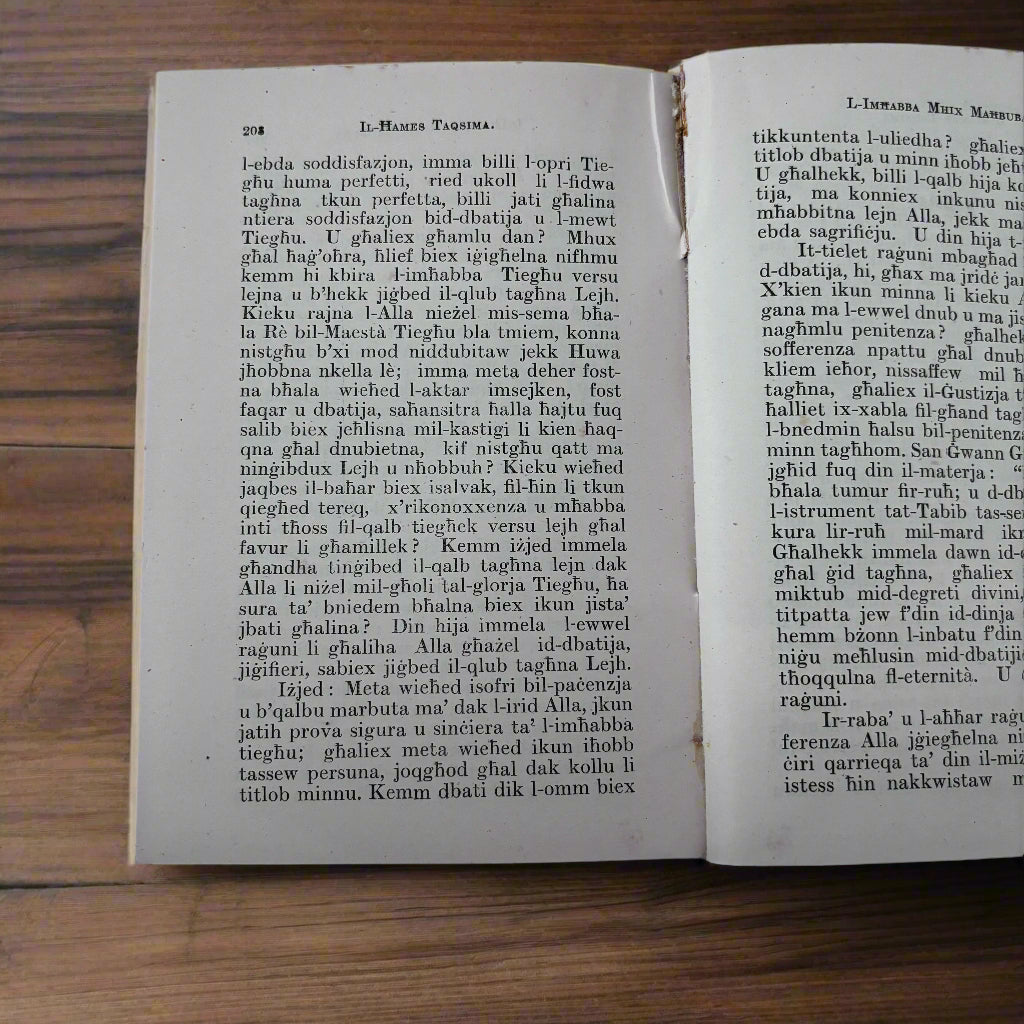 208 IL-ĦAMES TAQSIMA.
l-ebda soddisfazjon, imma billi l-opri Tie-
għu huma perfetti, ried ukoll li l-fidwa
tagħna tkun perfetta, billi jati għalina
ntiera soddisfazjon bid-dbatija u l-mewt
Tiegħu. U għaliex għamlu dan? Mhux
għal ħaġ'oħra, ħlief biex iġigħelna nifhmu
kemm hi kbira l-imħabba Tiegħu versu
lejna u b'hekk jiġbed il-qlub tagħna Lejh.
Kieku rajna l-Alla nieżel mis-sema bħa-
la Rè bil-Maestà Tiegħu bla tmiem, konna
nistgħu b'xi mod niddubitaw jekk Huwa
jħobbna nkella lè; imma meta deher fost-
na bħala wieħed l-aktar imsejken, fost
faqar u dbatija, saħansitra ħalla ħajtu fuq
salib biex jeħlisna mil-kastigi li kien ħaq-
qna għal dnubietna, kif nistgħu qatt ma
ninġibdux Lejh u nħobbuh? Kieku wieħed
jaqbes il-baħar biex isalvak, fil-ħin li tkun
qiegħed tereq, x'rikonoxxenza u mħabba
inti tħoss fil-qalb tiegħek versu lejh għal
favur li għamillek? Kemm iżjed immela
għandha tinġibed il-qalb tagħna lejn dak
Alla li niżel mil-għoli tal-glorja Tiegħu, ħa
sura ta' bniedem bħalna biex ikun jista'
jbati għalina? Din hija immela l-ewwel
raġuni li għaliha Alla għażel id-dbatija,
jiġifieri, sabiex jiġbed il-qlub tagħna Lejh.
Iżjed: Meta wieħed isofri bil-paċenzja
u b'qalbu marbuta ma' dak l-irid Alla, jkun
jatih prova sigura u sinċiera ta' l-imħabba
tiegħu; għaliex meta wieħed ikun iħobb
tassew persuna, joqgħod għal dak kollu li
titlob minnu. Kemm dbati dik l-omm biex
L-IMĦABBA MHIX MAĦBUBA
tikkuntenta l-uliedha? għaliex
titlob dbatija u minn iħobb
U għalhekk, billi l-qalb hija
tija, ma konniex inkunu
mħabbitna lejn Alla, jekk ma
ebda sagrifiċju. U din hija
It-tielet raġuni mbagħad
d-dbatija, hi, għax ma jridċ
X'kien ikun minna li kieku
gana ma l-ewwel dnub u ma
nagħmlu penitenza? għalhekk
sofferenza npattu għal
kliem ieħor, nissaffew mil
tagħna, għaliex il-Ġustizja
ħalliet ix-xabla fil-għand
l-bnedmin ħalsu bil-penitenza
minn tagħhom. San Ġwann
jgħid fuq din il-materja: "
bħala tumur fir-ruħ; u
l-istrument tat-Tabib
kura lir-ruħ mil-mard
Għalhekk immela dawn
għal ġid tagħna, għaliex
miktub mid-degreti divini,
titpatta jew f'din id-dinja
hemm bżonn l-inbatu f'din
niġu meħlusin mid-dbatiji
tħoqqulna fl-eternità. U
raġuni.
Ir-raba' u l-aħħar
ferenza Alla jġiegħelna
ċiri qarrieqa ta' din
istess ħin nakkwistaw